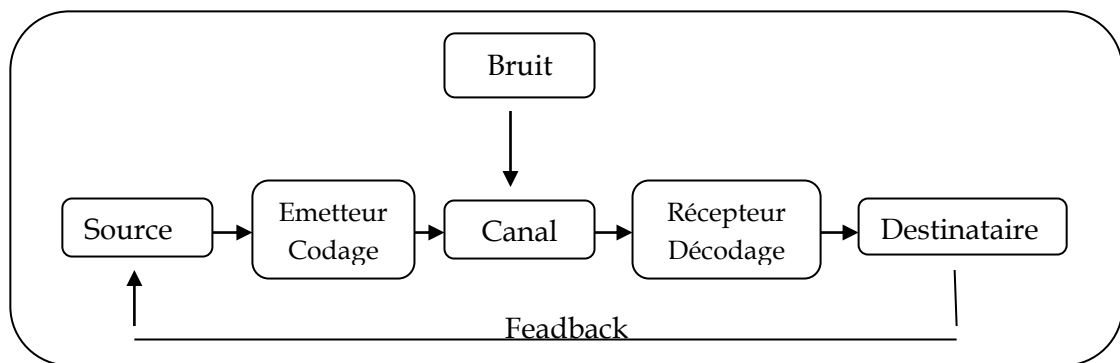 Bruit
Source
Emetteur
Codage
Canal
Récepteur
Décodage
Destinataire
Feadback